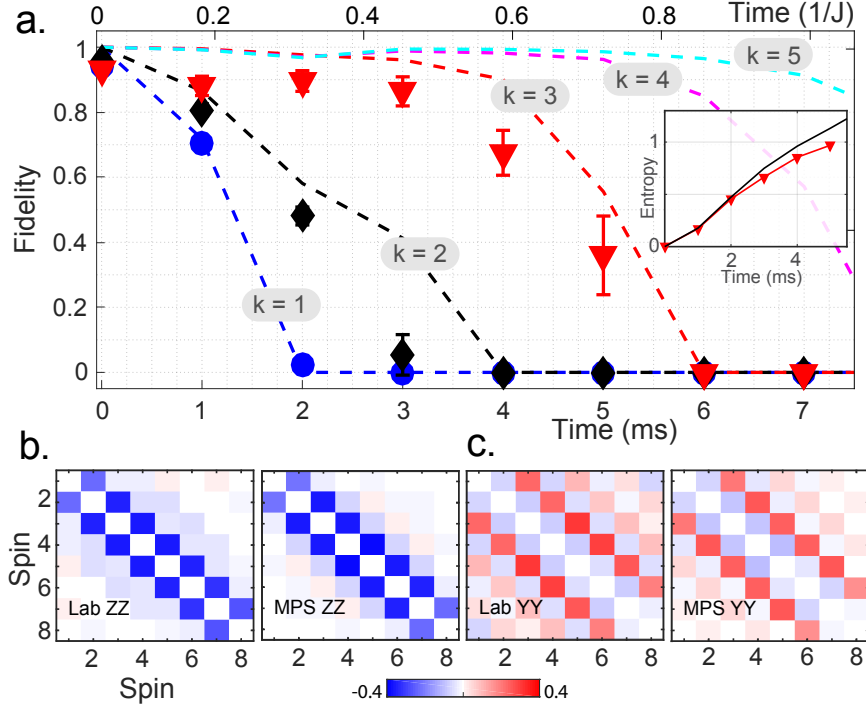 a.
0 0.2 0.4 0.6 0.8 Time (1/J)
1
0.8
0.6
0.4
0.2
0
Fidelity
k = 1
k = 2
k = 3
k = 4
k = 5
1
0
Entropy
2 4
Time (ms)
0 1 2 3 4 5 6 7
Time (ms)
b.
c.
2
4
6
8
Spin
Lab ZZ
MPS ZZ
Lab YY
MPS YY
2 4 6 8
2 4 6 8
2 4 6 8
2 4 6 8
Spin
-0.4 0.4